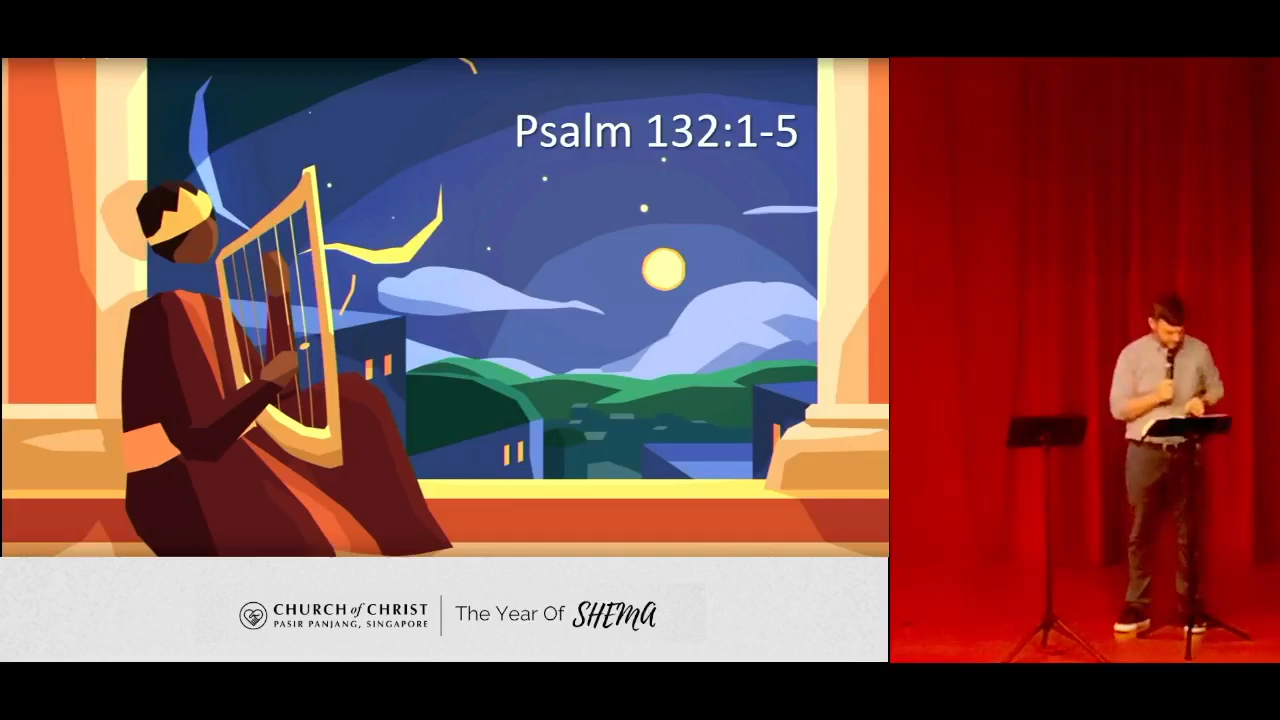 Psalm 132:1-5
CHURCH of CHRIST
PASIR PANJANG, SINGAPORE
The Year Of SHEMA